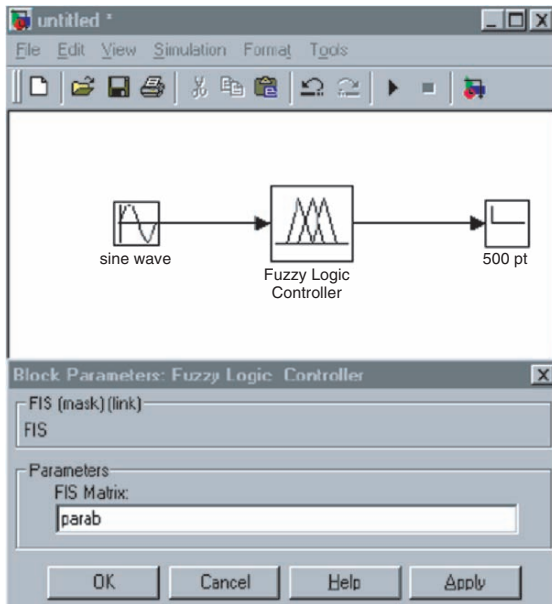 untitled *
File Edit View Simulation Format Tools
sine wave
Fuzzy Logic
Controller
500 pt
Block Parameters: Fuzzy Logic Controller
FIS (mask) (link)
FIS
Parameters
FIS Matrix:
parab
OK Cancel Help Apply